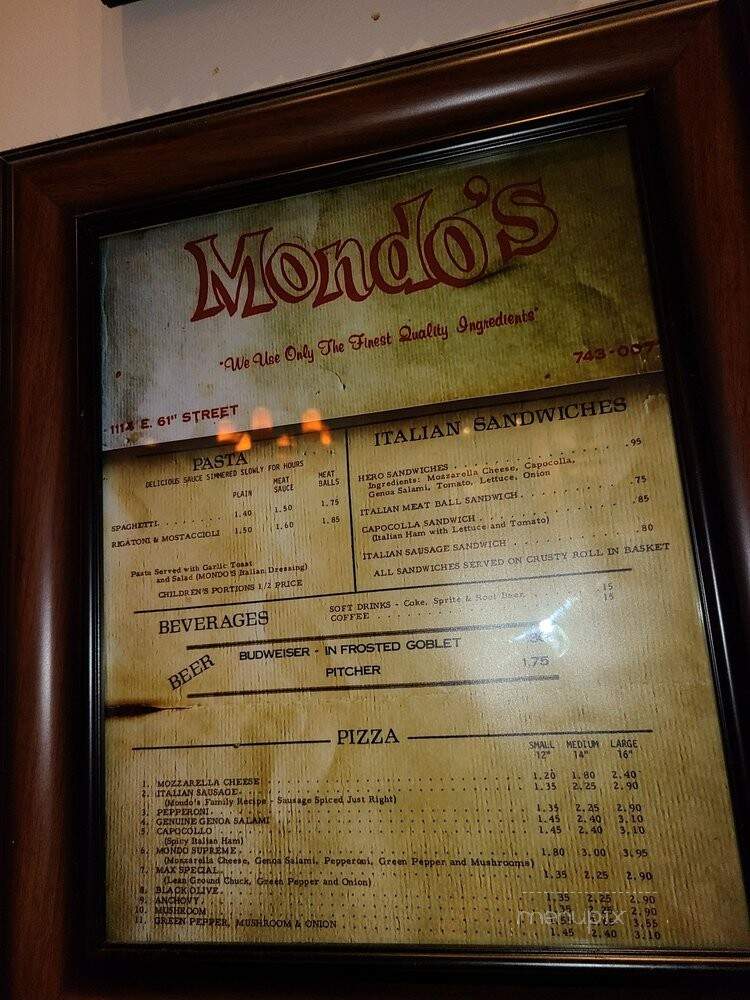 Mondo's
"We Use Only The Finest Quality Ingredients"
743-007
1114 E. 61st STREET
PASTA
DELICIOUS SAUCE SIMMERED SLOWLY FOR HOURS
PLAIN MEAT SAUCE MEAT BALLS
SPAGHETTI 1.40 1.50 1.75
RIGATONI & MOSTACCIOLI 1.50 1.60 1.85
Pasta Served with Garlic Toast
and Salad (MONDO'S Italian Dressing)
CHILDREN'S PORTIONS 1/2 PRICE
ITALIAN SANDWICHES
HERO SANDWICHES .95
Ingredients: Mozzarella Cheese, Capocolla,
Genoa Salami, Tomato, Lettuce, Onion
ITALIAN MEAT BALL SANDWICH .75
CAPOCOLLA SANDWICH .85
(Italian Ham with Lettuce and Tomato)
ITALIAN SAUSAGE SANDWICH .80
ALL SANDWICHES SERVED ON CRUSTY ROLL IN BASKET
BEVERAGES
SOFT DRINKS - Coke, Sprite & Root Beer 15
COFFEE 15
BEER
BUDWEISER - IN FROSTED GOBLET
PITCHER 1.75
PIZZA
SMALL MEDIUM LARGE
12" 14" 16"
1. MOZZARELLA CHEESE 1.20 1.80 2.40
2. ITALIAN SAUSAGE 1.35 2.25 2.90
(Mondo's Family Recipe - Sausage Spiced Just Right)
3. PEPPERONI 1.35 2.25 2.90
4. GENUINE GENOA SALAMI 1.45 2.40 3.10
5. CAPOCOLLO 1.45 2.40 3.10
(Spicy Italian Ham)
6. MONDO SUPREME 1.80 3.00 3.95
(Mozzarella Cheese, Genoa Salami, Pepperoni, Green Pepper and Mushrooms)
7. MAX SPECIAL 1.35 2.25 2.90
(Lean Ground Chuck, Green Pepper and Onion)
8. BLACK OLIVE 1.35 2.25 2.90
9. ANCHOVY 1.35 2.25 2.90
10. MUSHROOM 3.55
11. GREEN PEPPER, MUSHROOM & ONION 1.45 2.40 3.10
menupix